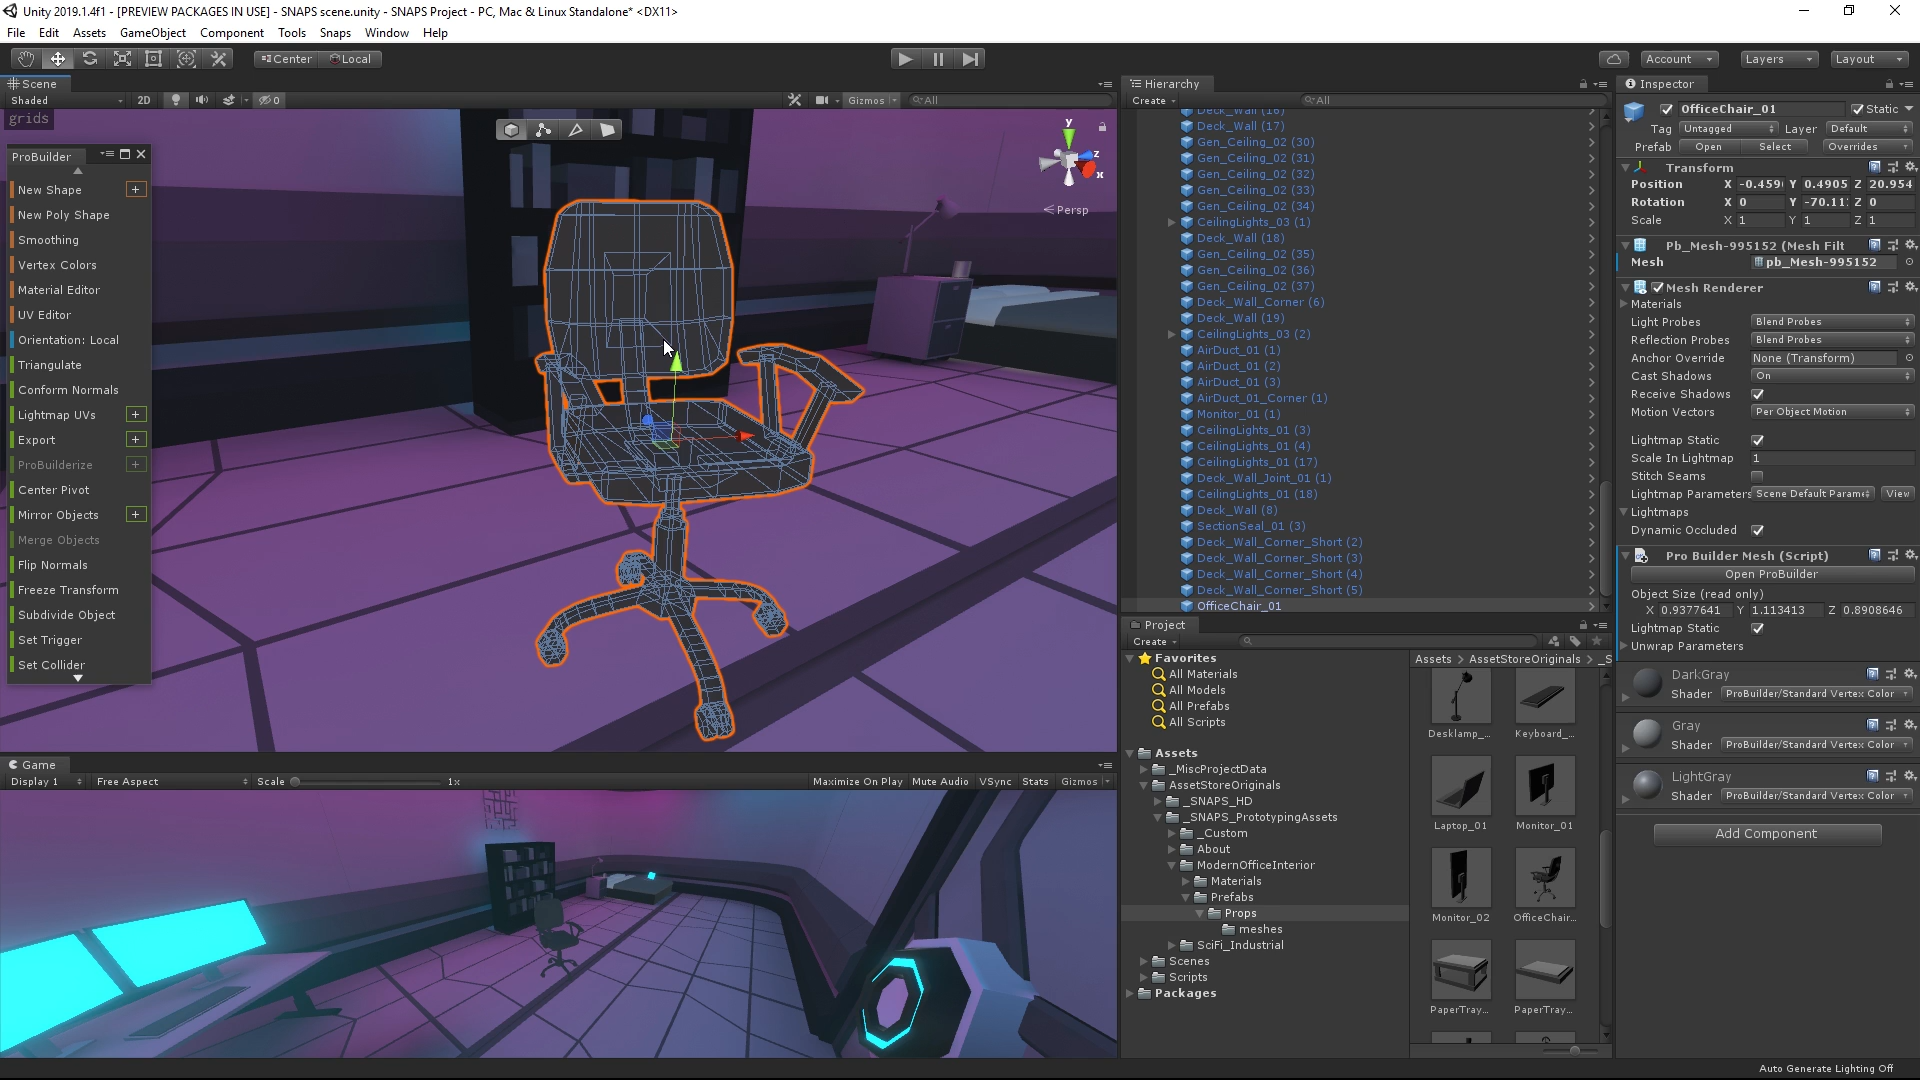 Unity 2019.1.4f1 - [PREVIEW PACKAGES IN USE] - SNAPS scene.unity - SNAPS Project - PC, Mac & Linux Standalone* <DX11>
File Edit Assets GameObject Component Tools Snaps Window Help
Center Local
Account Layers Layout
Scene
Shaded 2D 0 Gizmos All
grids
ProBuilder
New Shape +
New Poly Shape
Smoothing
Vertex Colors
Material Editor
UV Editor
Orientation: Local
Triangulate
Conform Normals
Lightmap UVs +
Export +
ProBuilderize +
Center Pivot
Mirror Objects +
Merge Objects
Flip Normals
Freeze Transform
Subdivide Object
Set Trigger
Set Collider
y
z
x
Persp
Game
Display 1 Free Aspect Scale 1x Maximize On Play Mute Audio VSync Stats Gizmos
Hierarchy
Create All
Deck_Wall (16)
Deck_Wall (17)
Gen_Ceiling_02 (30)
Gen_Ceiling_02 (31)
Gen_Ceiling_02 (32)
Gen_Ceiling_02 (33)
Gen_Ceiling_02 (34)
CeilingLights_03 (1)
Deck_Wall (18)
Gen_Ceiling_02 (35)
Gen_Ceiling_02 (36)
Gen_Ceiling_02 (37)
Deck_Wall_Corner (6)
Deck_Wall (19)
CeilingLights_03 (2)
AirDuct_01 (1)
AirDuct_01 (2)
AirDuct_01 (3)
AirDuct_01_Corner (1)
Monitor_01 (1)
CeilingLights_01 (3)
CeilingLights_01 (4)
CeilingLights_01 (17)
Deck_Wall_Joint_01 (1)
CeilingLights_01 (18)
Deck_Wall (8)
SectionSeal_01 (3)
Deck_Wall_Corner_Short (2)
Deck_Wall_Corner_Short (3)
Deck_Wall_Corner_Short (4)
Deck_Wall_Corner_Short (5)
OfficeChair_01
Project
Create
Favorites
All Materials
All Models
All Prefabs
All Scripts
Assets
_MiscProjectData
AssetStoreOriginals
_SNAPS_HD
_SNAPS_PrototypingAssets
_Custom
About
ModernOfficeInterior
Materials
Prefabs
Props
meshes
SciFi_Industrial
Scenes
Scripts
Packages
Assets > AssetStoreOriginals > _S
Desklamp_... Keyboard_...
Laptop_01 Monitor_01
Monitor_02 OfficeChair...
PaperTray... PaperTray...
Inspector
OfficeChair_01 Static
Tag Untagged Layer Default
Prefab Open Select Overrides
Transform
Position X -0.459 Y 0.4905 Z 20.954
Rotation X 0 Y -70.11 Z 0
Scale X 1 Y 1 Z 1
Pb_Mesh-995152 (Mesh Filt
Mesh pb_Mesh-995152
Mesh Renderer
Materials
Light Probes Blend Probes
Reflection Probes Blend Probes
Anchor Override None (Transform)
Cast Shadows On
Receive Shadows
Motion Vectors Per Object Motion
Lightmap Static
Scale In Lightmap 1
Stitch Seams
Lightmap Parameters Scene Default Param View
Lightmaps
Dynamic Occluded
Pro Builder Mesh (Script)
Open ProBuilder
Object Size (read only)
X 0.9377641 Y 1.113413 Z 0.8908646
Lightmap Static
Unwrap Parameters
DarkGray
Shader ProBuilder/Standard Vertex Color
Gray
Shader ProBuilder/Standard Vertex Color
LightGray
Shader ProBuilder/Standard Vertex Color
Add Component
Auto Generate Lighting Off